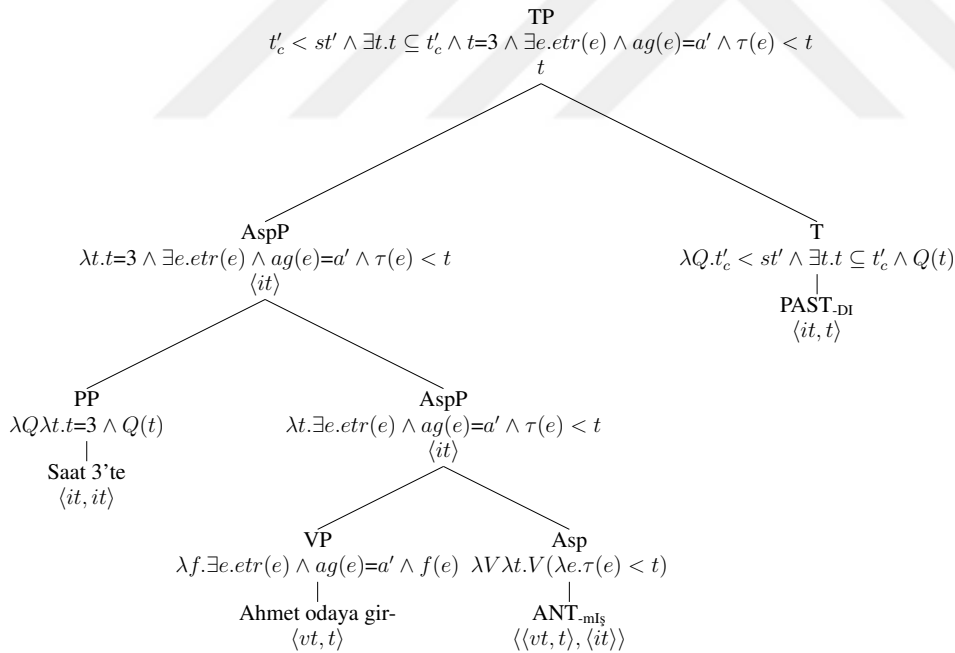 TP
t′c < st′ ∧ ∃t.t ⊆ t′c ∧ t=3 ∧ ∃e.etr(e) ∧ ag(e)=a′ ∧ τ(e) < t
t
AspP
λt.t=3 ∧ ∃e.etr(e) ∧ ag(e)=a′ ∧ τ(e) < t
⟨it⟩
T
λQ.t′c < st′ ∧ ∃t.t ⊆ t′c ∧ Q(t)
PAST-DI
⟨it, t⟩
PP
λQλt.t=3 ∧ Q(t)
Saat 3'te
⟨it, it⟩
AspP
λt.∃e.etr(e) ∧ ag(e)=a′ ∧ τ(e) < t
⟨it⟩
VP
λf.∃e.etr(e) ∧ ag(e)=a′ ∧ f(e)
Ahmet odaya gir-
⟨vt, t⟩
Asp
λVλt.V(λe.τ(e) < t)
ANT-mIş
⟨⟨vt, t⟩, ⟨it⟩⟩